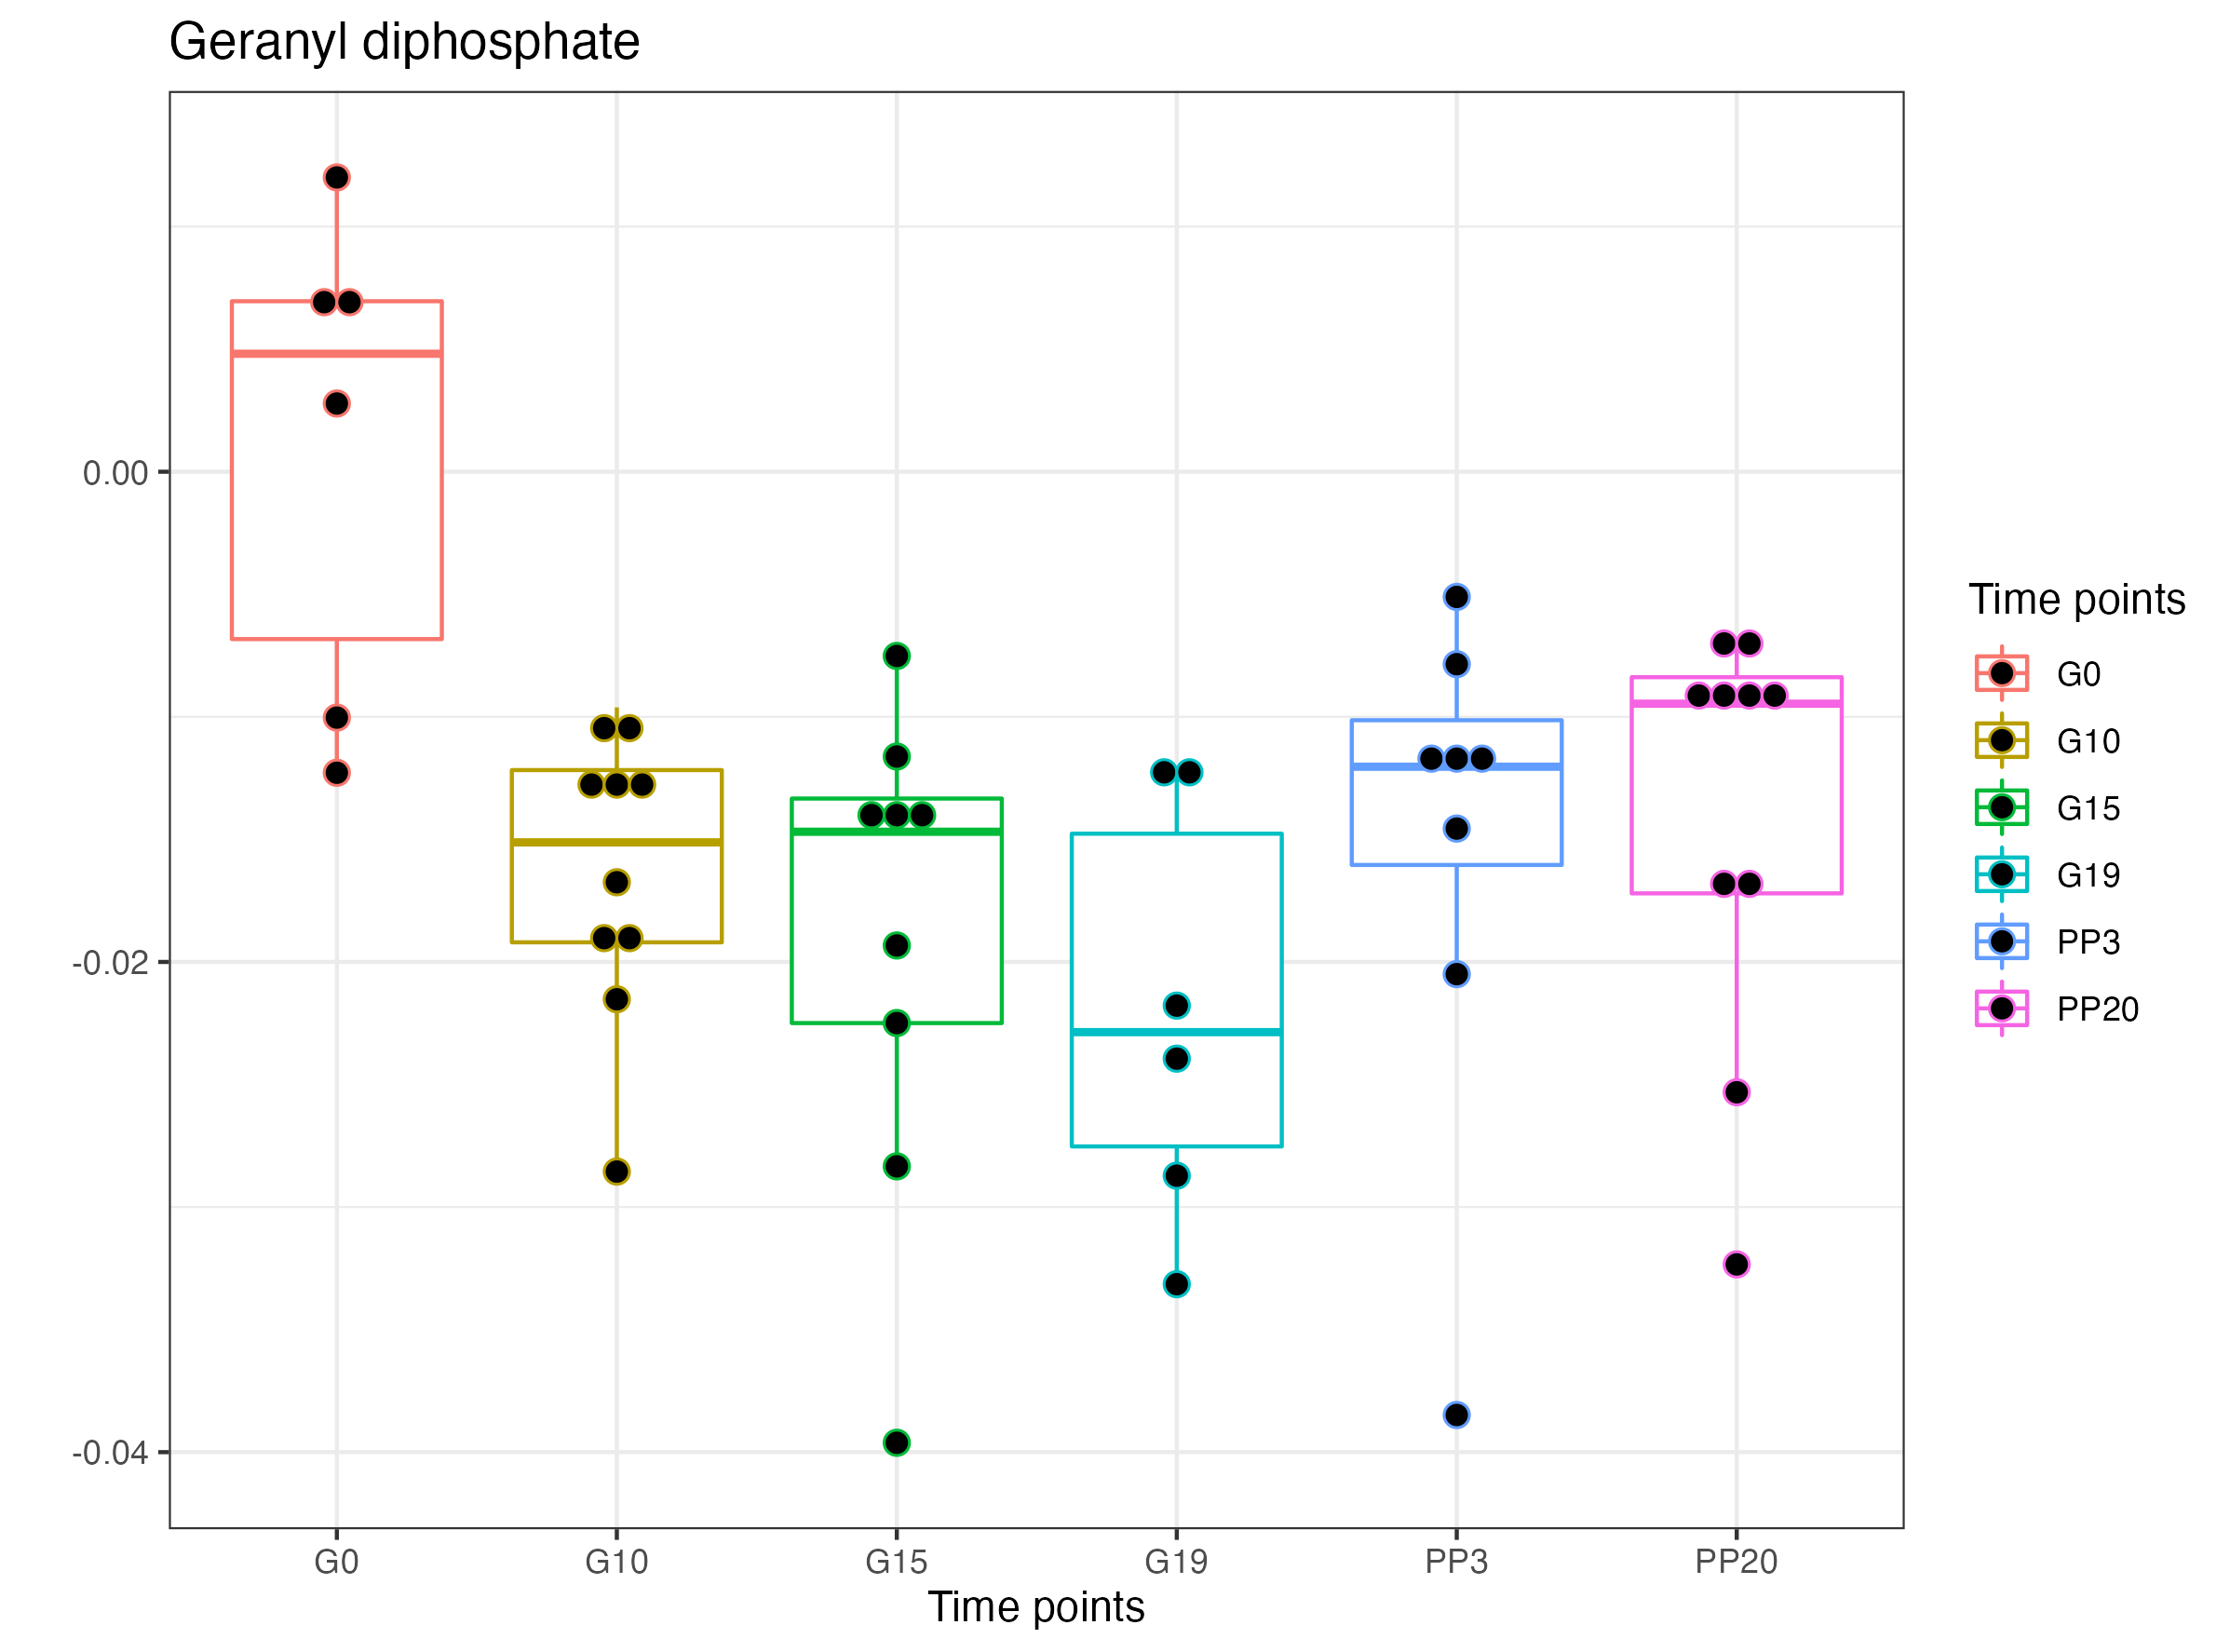 Geranyl diphosphate
0.00
-0.02
-0.04
G0 G10 G15 G19 PP3 PP20
Time points
Time points
G0
G10
G15
G19
PP3
PP20